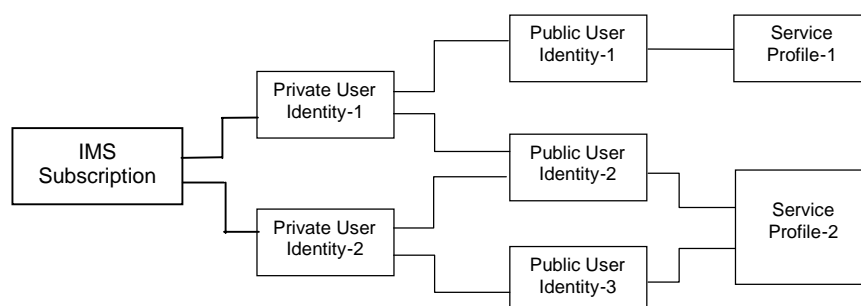 IMS
Subscription
Private User
Identity-1
Private User
Identity-2
Public User
Identity-1
Public User
Identity-2
Public User
Identity-3
Service
Profile-1
Service
Profile-2